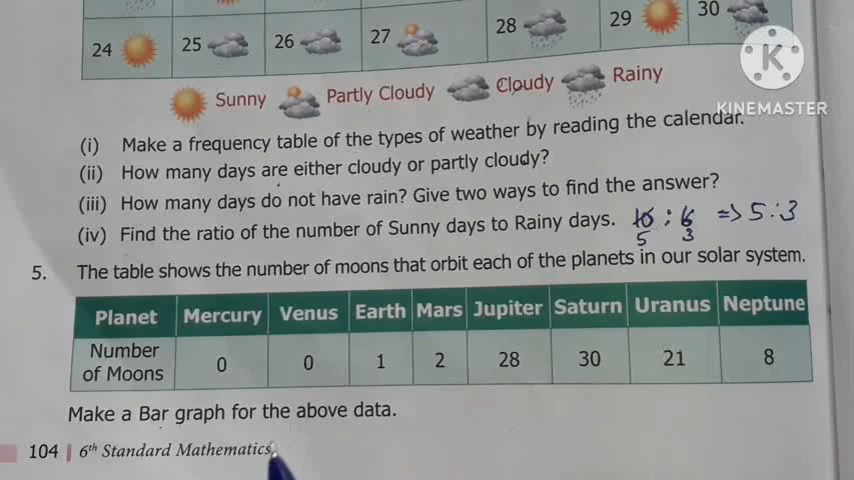 24 25 26 27 28 29 30
Sunny Partly Cloudy Cloudy Rainy
K
KINEMASTER
(i) Make a frequency table of the types of weather by reading the calendar.
(ii) How many days are either cloudy or partly cloudy?
(iii) How many days do not have rain? Give two ways to find the answer?
(iv) Find the ratio of the number of Sunny days to Rainy days. 10 : 6 => 5:3
5 3
5. The table shows the number of moons that orbit each of the planets in our solar system.
Planet Mercury Venus Earth Mars Jupiter Saturn Uranus Neptune
Number
of Moons 0 0 1 2 28 30 21 8
Make a Bar graph for the above data.
104 | 6th Standard Mathematics